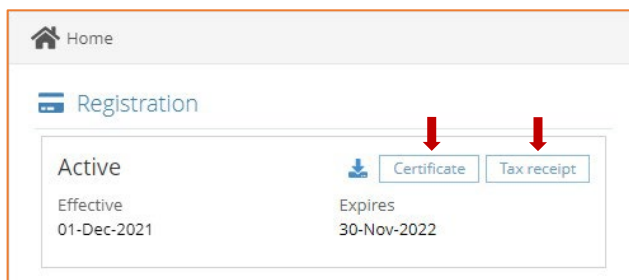 Home
Registration
Active Certificate Tax receipt
Effective Expires
01-Dec-2021 30-Nov-2022